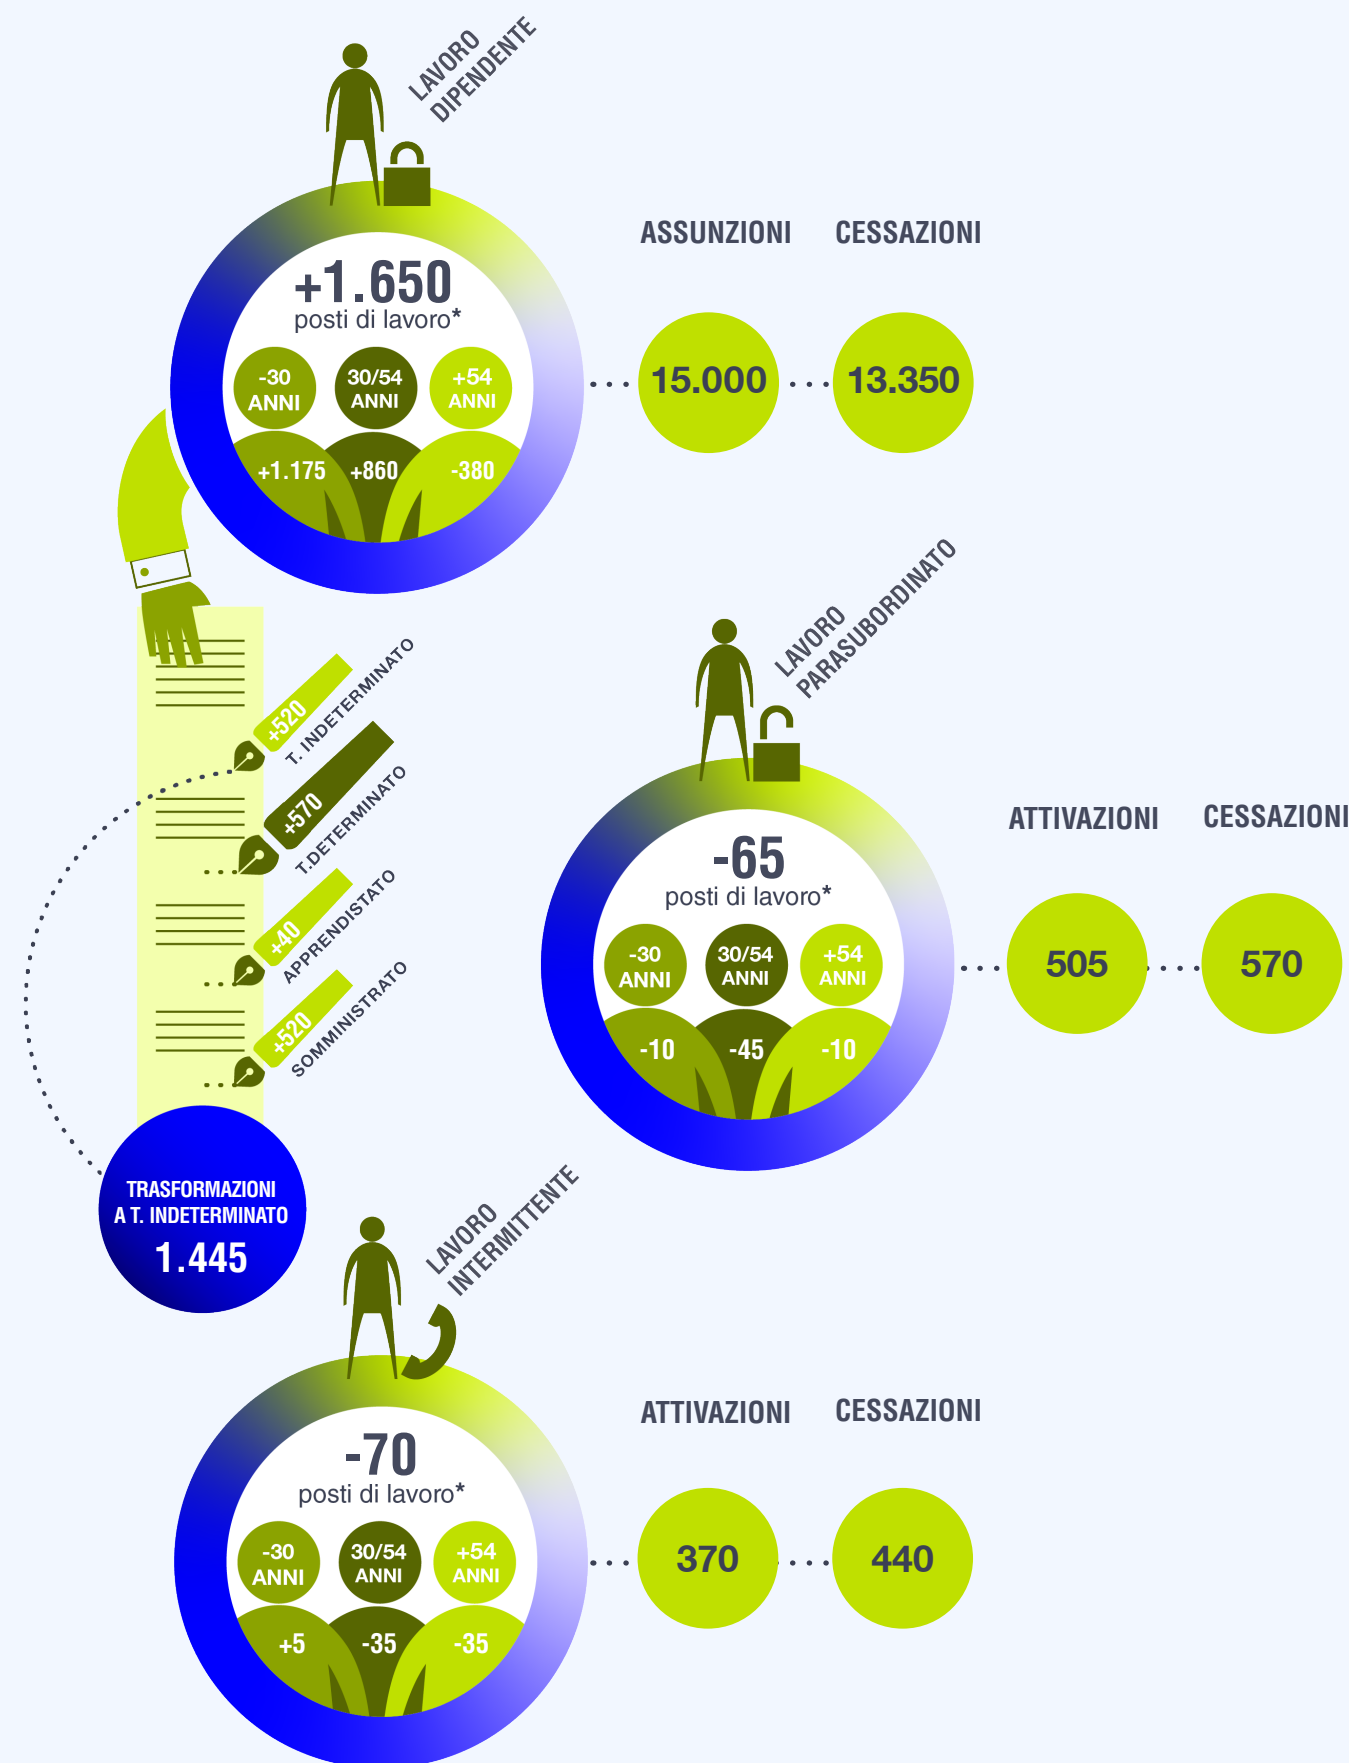 LAVORO
DIPENDENTE
ASSUNZIONI
CESSAZIONI
+1.650
posti di lavoro*
-30
ANNI
30/54
ANNI
+54
ANNI
15.000
13.350
+1.175
+860
-380
+520
T. INDETERMINATO
+570
T.DETERMINATO
+40
APPRENDISTATO
+520
SOMMINISTRATO
TRASFORMAZIONI
A T. INDETERMINATO
1.445
LAVORO
PARASUBORDINATO
ATTIVAZIONI
CESSAZIONI
-65
posti di lavoro*
-30
ANNI
30/54
ANNI
+54
ANNI
505
570
-10
-45
-10
LAVORO
INTERMITTENTE
ATTIVAZIONI
CESSAZIONI
-70
posti di lavoro*
-30
ANNI
30/54
ANNI
+54
ANNI
370
440
+5
-35
-35